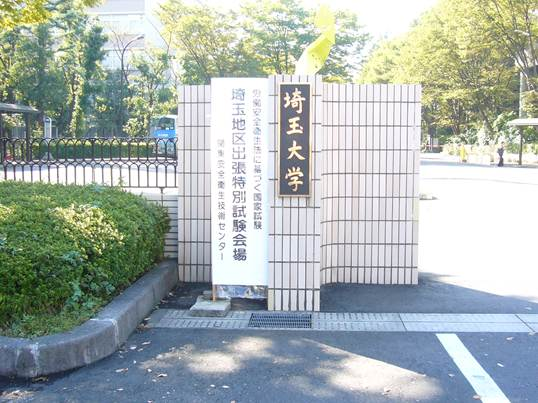 埼玉大学
労働安全衛生法に基づく国家試験
埼玉地区出張特別試験会場
関東安全衛生技術センター